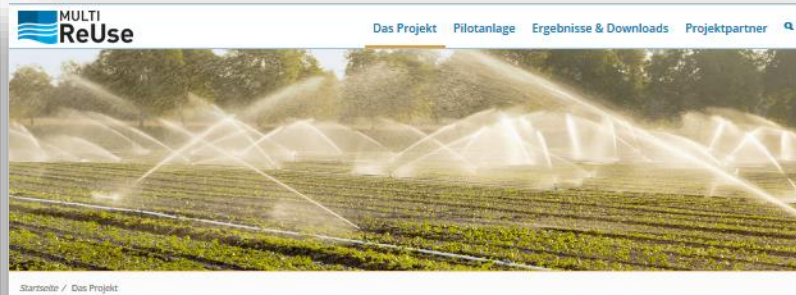 MULTI
ReUse
Das Projekt Pilotanlage Ergebnisse & Downloads Projektpartner
Startseite / Das Projekt